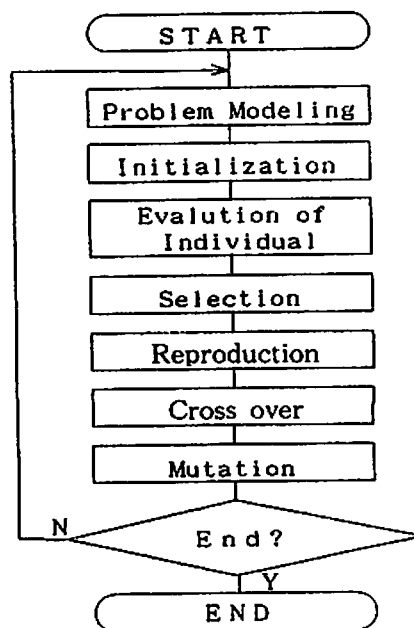 START
Problem Modeling
Initialization
Evalution of
Individual
Selection
Reproduction
Cross over
Mutation
N
End?
Y
END